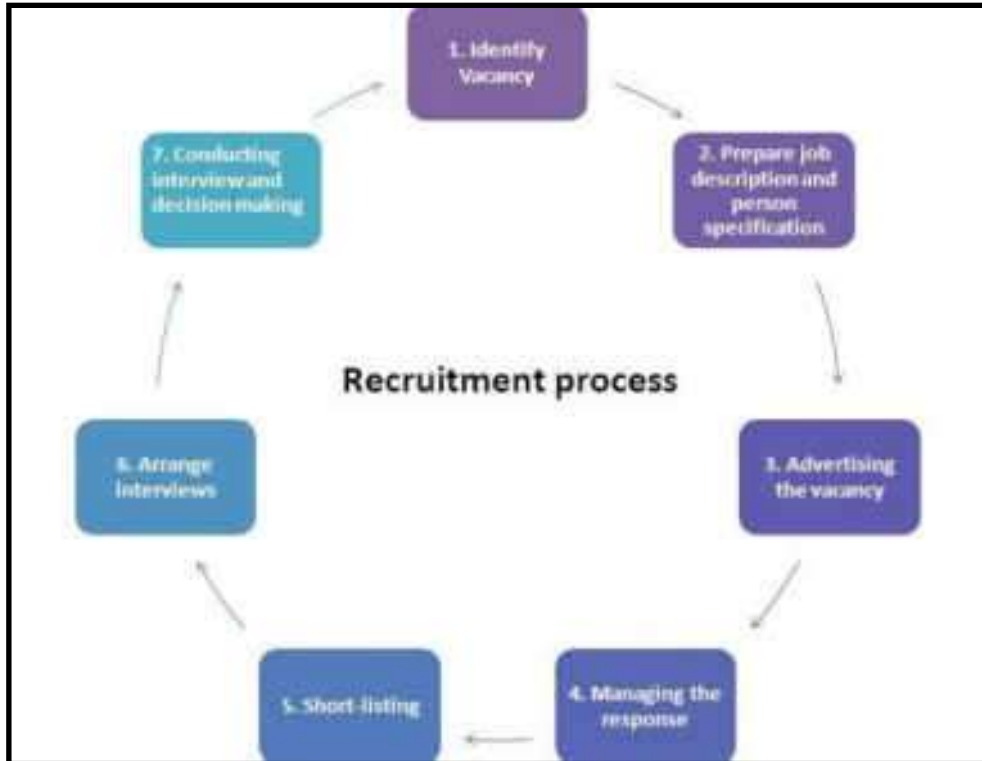 1. Identify
Vacancy
2. Prepare job
description and
person
specification
3. Advertising
the vacancy
4. Managing the
response
5. Short-listing
6. Arrange
interviews
7. Conducting
interview and
decision making
Recruitment process